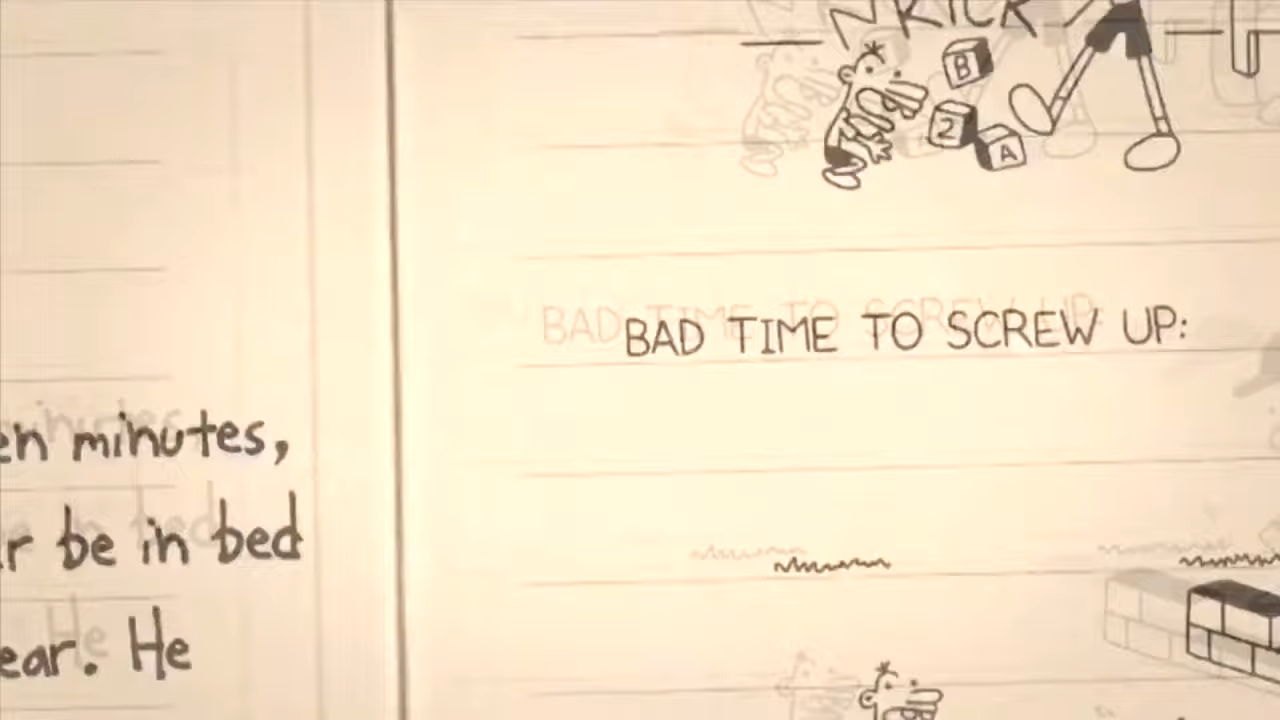 KICK
B
2
A
BAD TIME TO SCREW UP:
en minutes,
r be in bed
ear. He